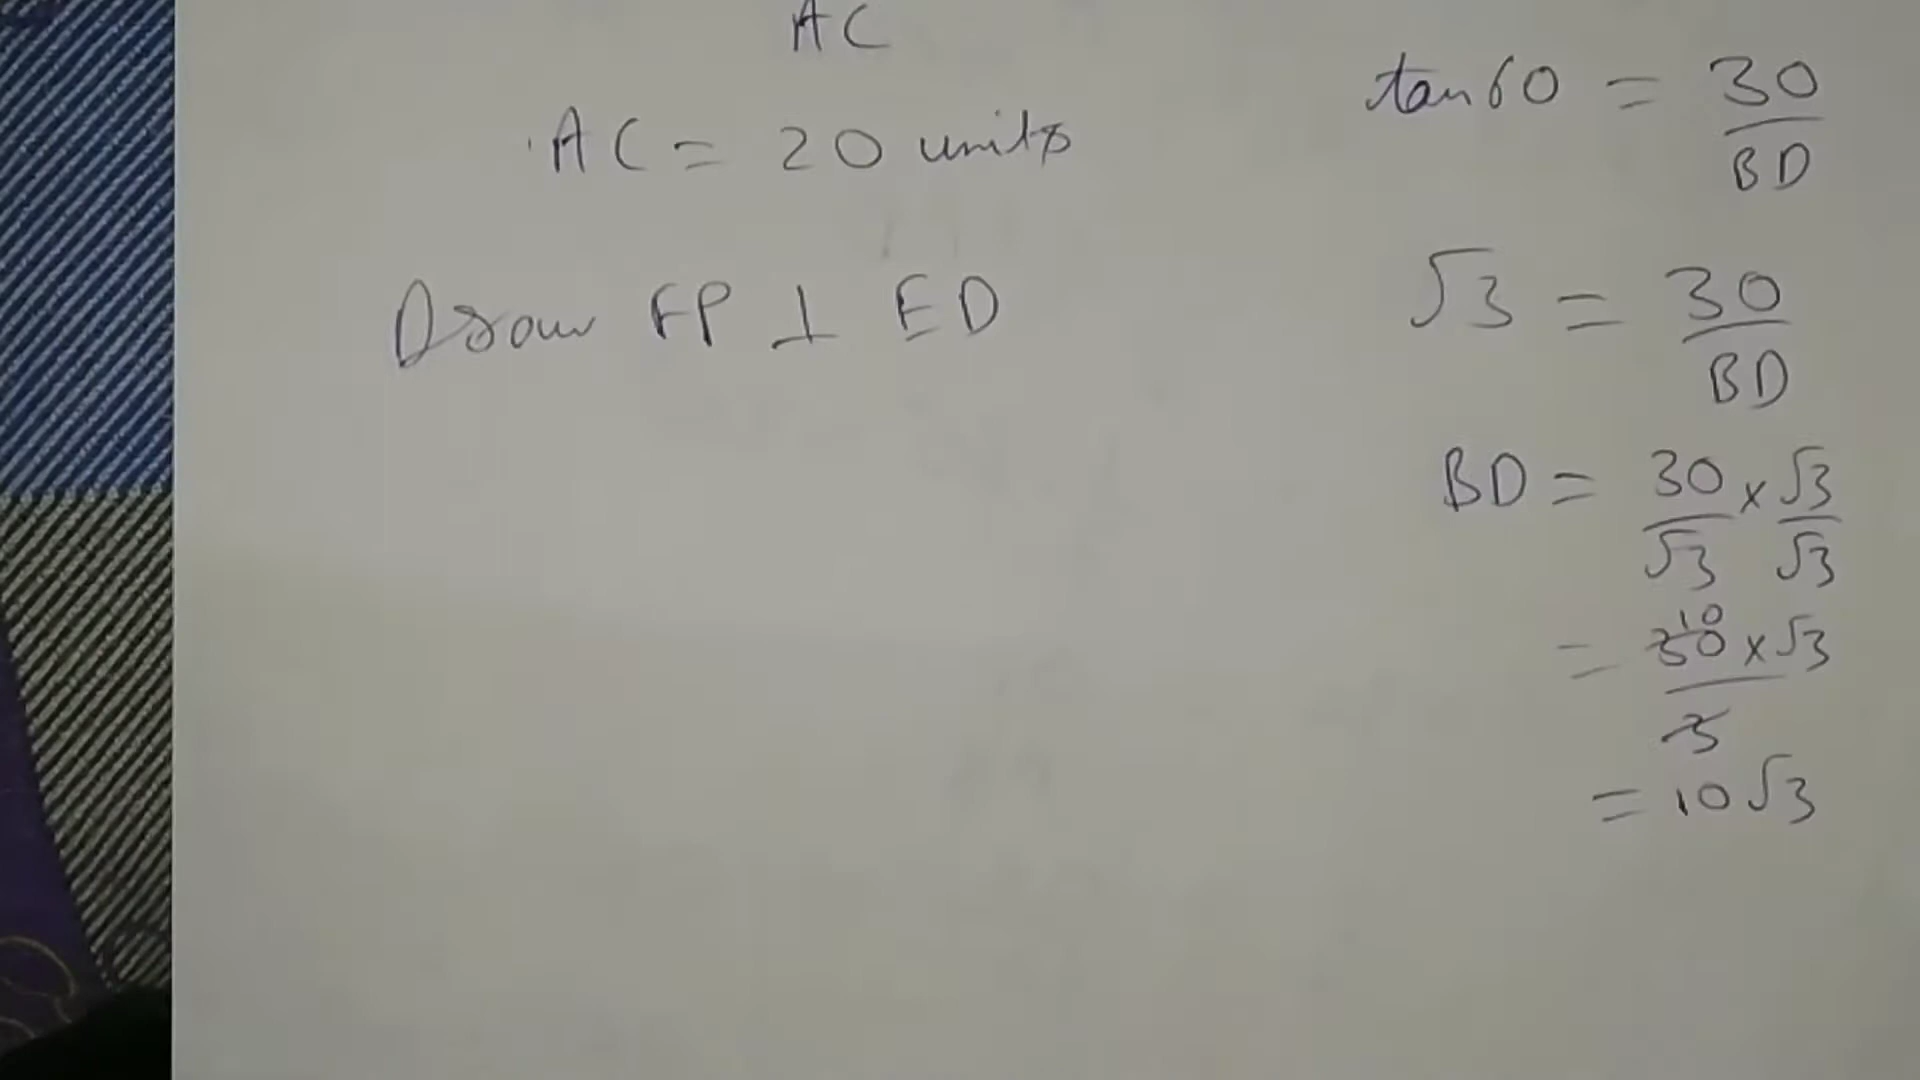 AC
AC = 20 units
Draw FP ⊥ ED
tan 60 = 30
BD
√3 = 30
BD
BD = 30 × √3
√3 √3
10
= 30 × √3
3
= 10√3